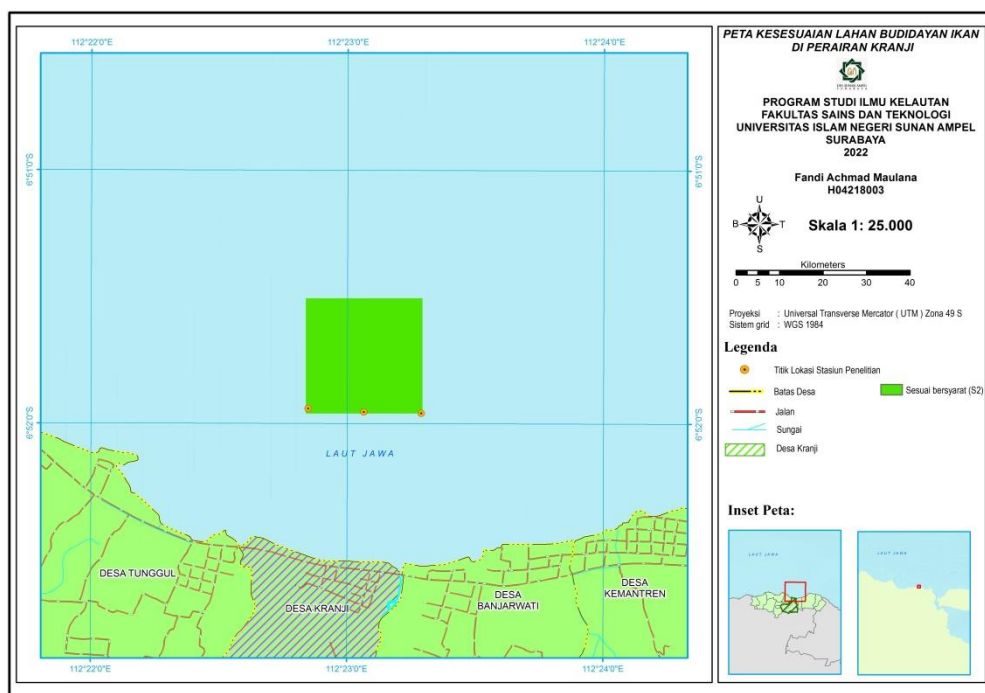 112°22'0"E 112°23'0"E 112°24'0"E
6°51'0"S 6°51'0"S
6°52'0"S 6°52'0"S
LAUT JAWA
DESA TUNGGUL
DESA KRANJI
DESA BANJARWATI
DESA KEMANTREN
112°22'0"E 112°23'0"E 112°24'0"E
PETA KESESUAIAN LAHAN BUDIDAYAN IKAN
DI PERAIRAN KRANJI
PROGRAM STUDI ILMU KELAUTAN
FAKULTAS SAINS DAN TEKNOLOGI
UNIVERSITAS ISLAM NEGERI SUNAN AMPEL
SURABAYA
2022
Fandi Achmad Maulana
H04218003
U
B T
S
Skala 1: 25.000
Kilometers
0 5 10 20 30 40
Proyeksi : Universal Transverse Mercator ( UTM ) Zona 49 S
Sistem grid : WGS 1984
Legenda
Titik Lokasi Stasiun Penelitian
Batas Desa
Sesuai bersyarat (S2)
Jalan
Sungai
Desa Kranji
Inset Peta:
LAUT JAWA
LAUT JAWA